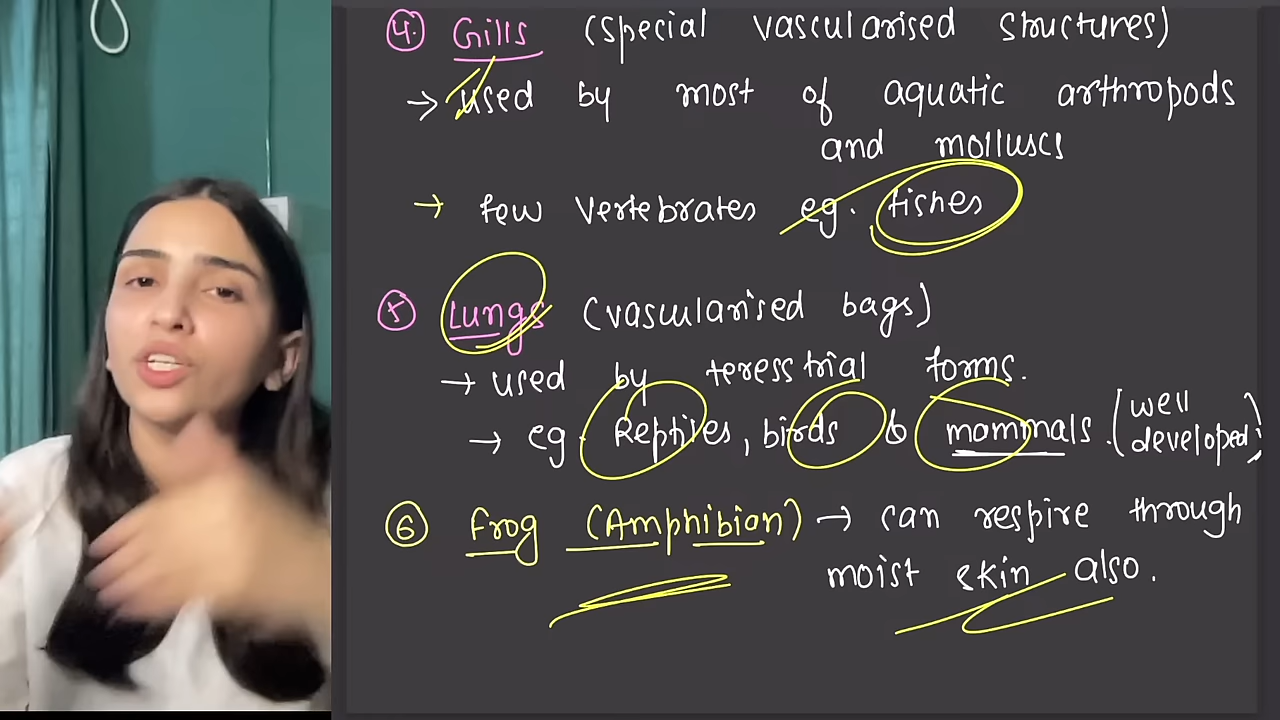 4. Gills (special vascularised structures)
→ used by most of aquatic arthropods
and molluscs
→ few vertebrates eg. fishes
5 Lungs (vascularised bags)
→ used by teresstrial forms.
→ eg. Reptiles, birds & mammals. (well developed)
6 Frog (Amphibian) → can respire through
moist skin also.